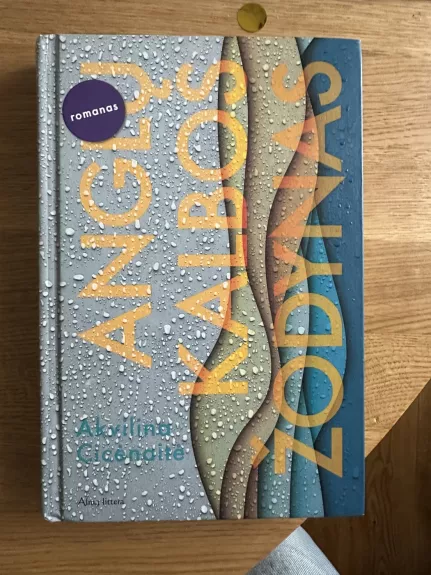 romanas
ANGLŲ
KALBOS
ŽODYNAS
Akvilina
Cicėnaitė
Alma littera